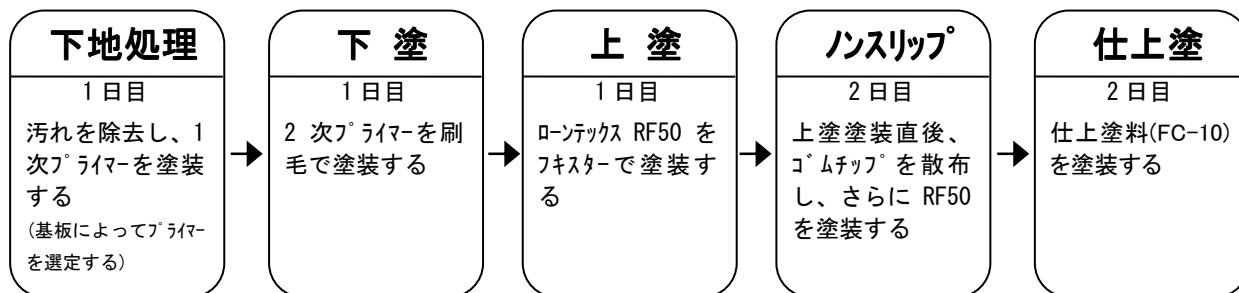 下地処理
1日目
汚れを除去し、1
次ﾌﾟﾗｲﾏｰを塗装
する
(基板によってﾌﾟﾗｲﾏｰ
を選定する)
下 塗
1日目
2 次ﾌﾟﾗｲﾏｰを刷
毛で塗装する
上 塗
1日目
ﾛｰﾝﾃｯｸｽ RF50 を
ﾌｷｽﾀｰで塗装す
る
ﾉﾝｽﾘｯﾌﾟ
2日目
上塗塗装直後、
ｺﾞﾑﾁｯﾌﾟを散布
し、さらに RF50
を塗装する
仕上塗
2日目
仕上塗料(FC-10)
を塗装する